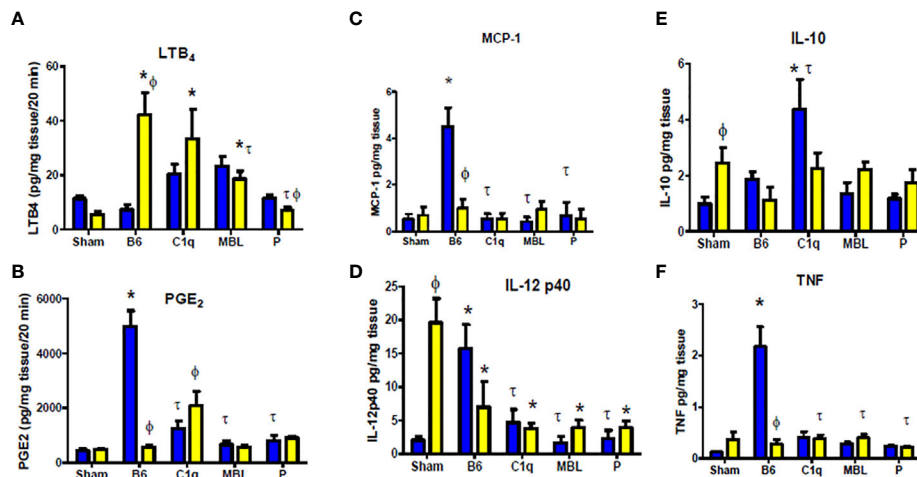 A
LTB4
LTB4 (pg/mg tissue/20 min)
60
40
20
0
* ϕ
*
* τ
τ ϕ
Sham B6 C1q MBL P
B
PGE2
PGE2 (pg/mg tissue/20 min)
6000
4000
2000
0
*
ϕ
τ
ϕ
τ
τ
Sham B6 C1q MBL P
C
MCP-1
MCP-1 pg/mg tissue
6
4
2
0
*
ϕ
τ
τ
τ
Sham B6 C1q MBL P
D
IL-12 p40
IL-12p40 pg/mg tissue
25
20
15
10
5
0
ϕ
*
*
τ
*
τ
*
τ
*
Sham B6 C1q MBL P
E
IL-10
IL-10 pg/mg tissue
6
4
2
0
ϕ
* τ
Sham B6 C1q MBL P
F
TNF
TNF pg/mg tissue
3
2
1
0
*
ϕ
τ
*
τ
Sham B6 C1q MBL P